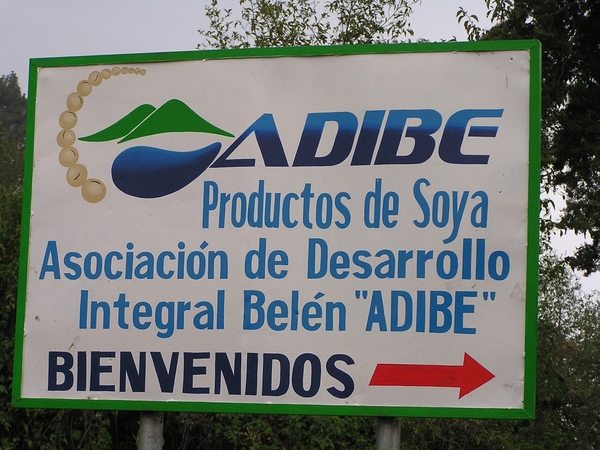 ADIBE
Productos de Soya
Asociación de Desarrollo
Integral Belén "ADIBE"
BIENVENIDOS